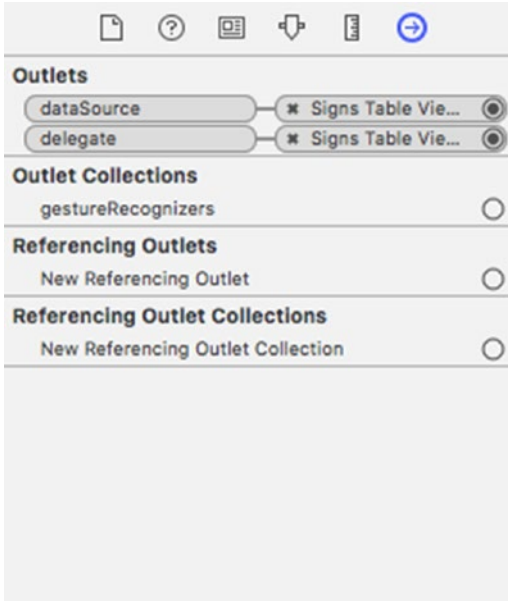 Outlets
dataSource × Signs Table Vie...
delegate × Signs Table Vie...
Outlet Collections
gestureRecognizers
Referencing Outlets
New Referencing Outlet
Referencing Outlet Collections
New Referencing Outlet Collection